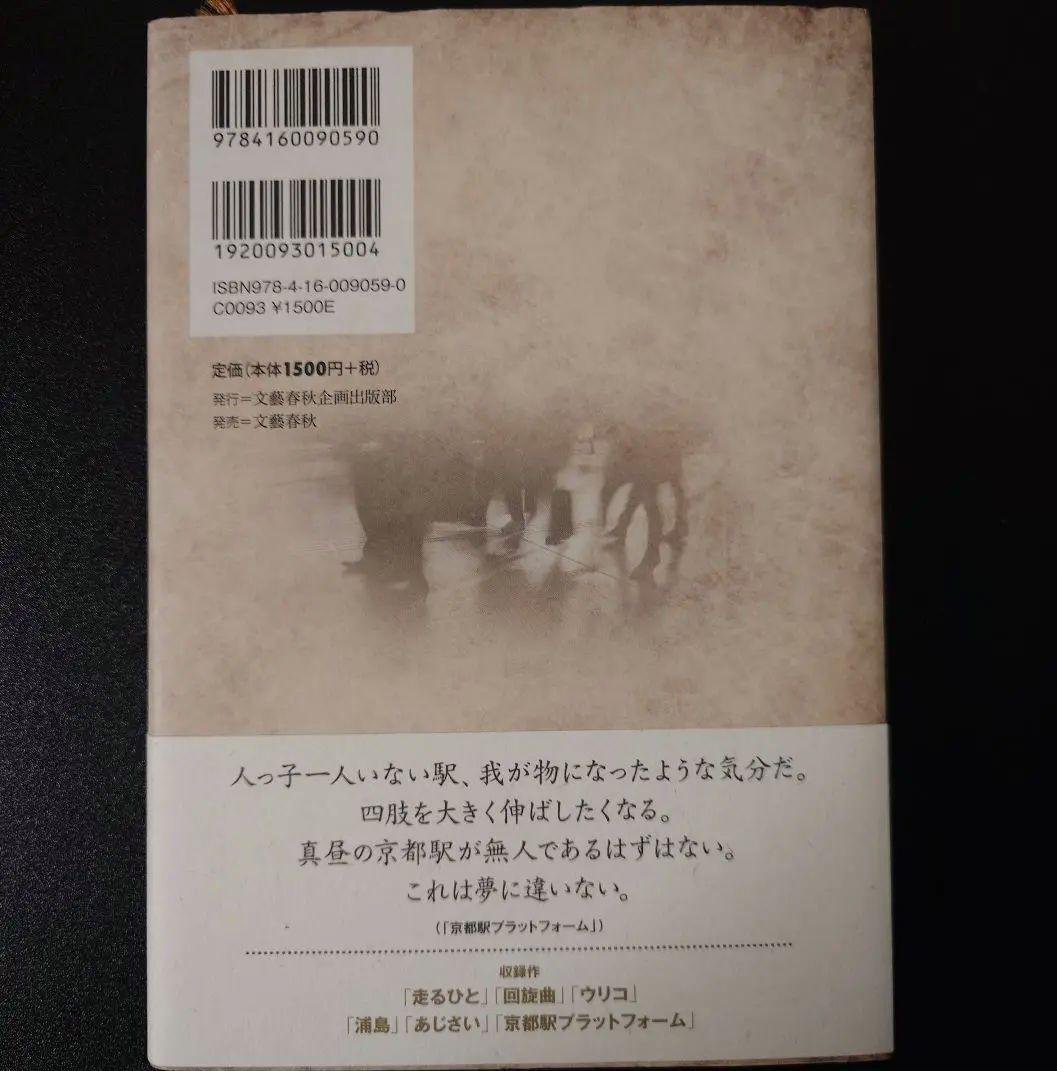 9784160090590
1920093015004
ISBN978-4-16-009059-0
C0093 ¥1500E
定価(本体1500円+税)
発行=文藝春秋企画出版部
発売=文藝春秋
人っ子一人いない駅、我が物になったような気分だ。
四肢を大きく伸ばしたくなる。
真昼の京都駅が無人であるはずはない。
これは夢に違いない。
(「京都駅プラットフォーム」)
収録作
「走るひと」「回旋曲」「ウリコ」
「浦島」「あじさい」「京都駅プラットフォーム」